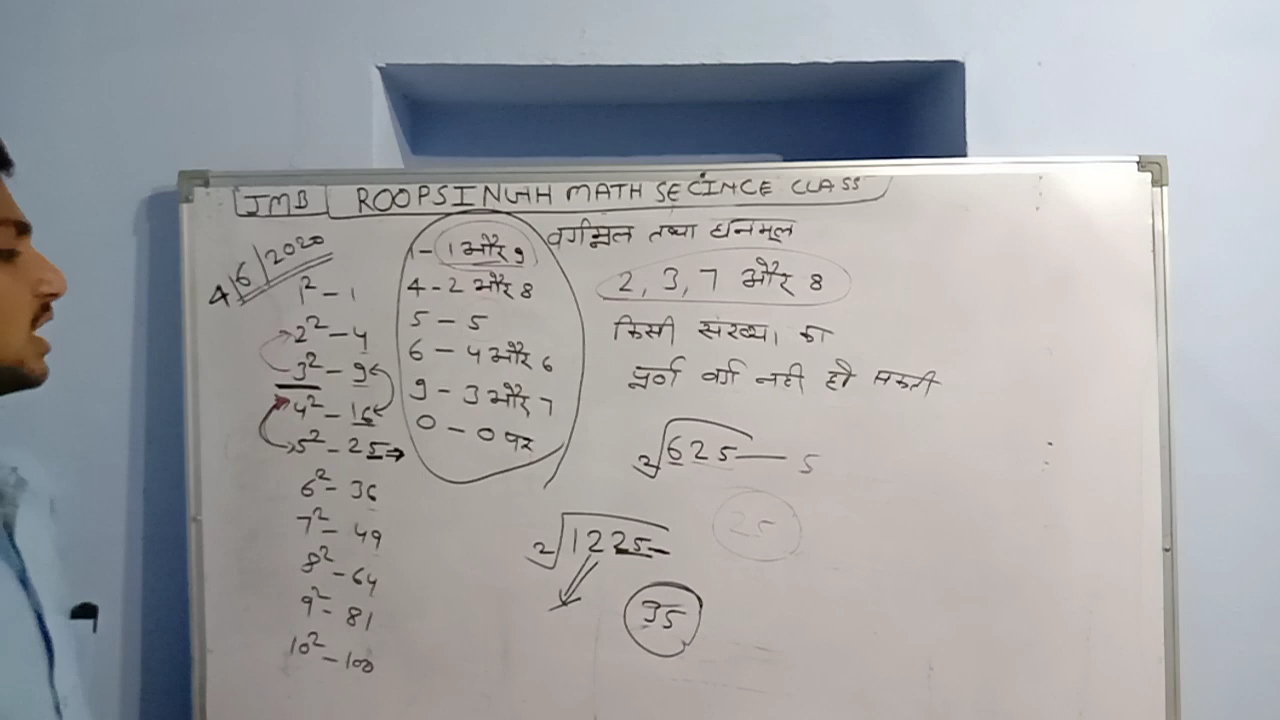 JMB ROOPSINGH MATH SECINCE CLASS
4/6/2020
वर्गमूल तथा घनमूल
1² - 1
2² - 4
3² - 9
4² - 16
5² - 25
6² - 36
7² - 49
8² - 64
9² - 81
10² - 100
1 - 1 और 9
4 - 2 और 8
5 - 5
6 - 4 और 6
9 - 3 और 7
0 - 0 पर
2, 3, 7 और 8
किसी संख्या का
पूर्ण वर्ग नही हो सकती
2√625 — 5
25
2√1225
35